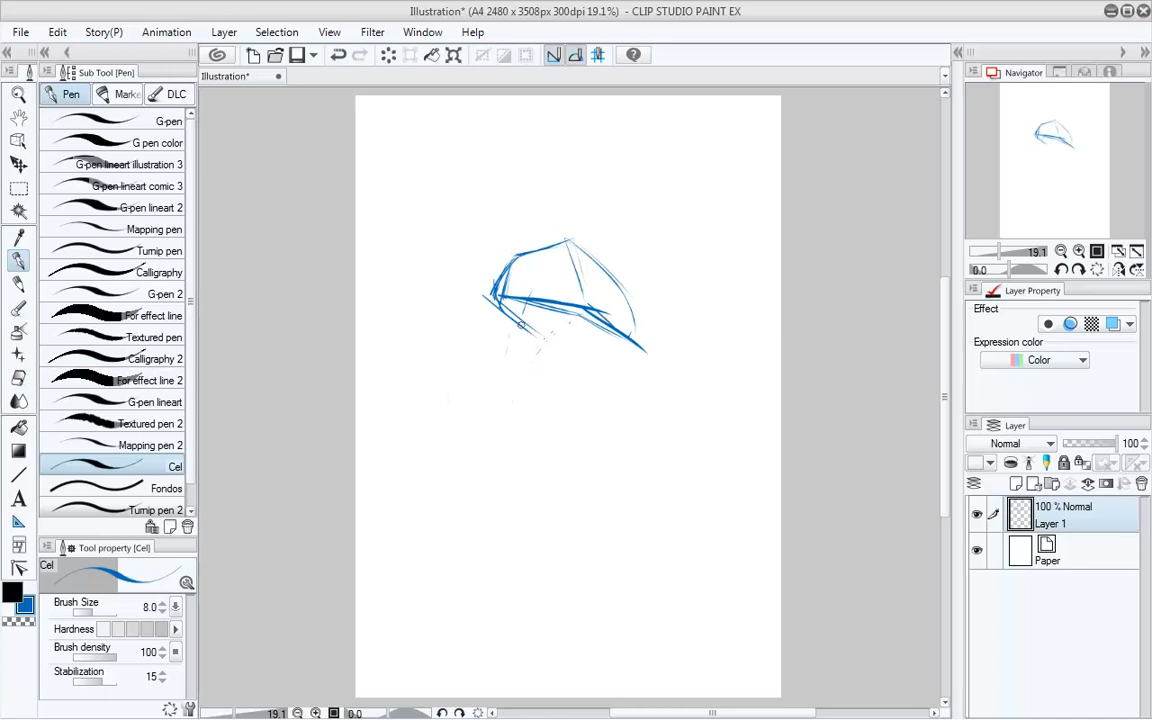 Illustration* (A4 2480 x 3508px 300dpi 19.1%) - CLIP STUDIO PAINT EX
File Edit Story(P) Animation Layer Selection View Filter Window Help
Sub Tool [Pen]
Illustration*
Navigator
Pen Marke DLC
G-pen
G pen color
G-pen lineart illustration 3
G-pen lineart comic 3
G-pen lineart 2
Mapping pen
Turnip pen
Calligraphy
G-pen 2
For effect line
Textured pen
Calligraphy 2
For effect line 2
G-pen lineart
Textured pen 2
Mapping pen 2
Cel
Fondos
Turnip pen 2
Tool property [Cel]
Cel
Brush Size 8.0
Hardness
Brush density 100
Stabilization 15
19.1 0.0
19.1
0.0
Layer Property
Effect
Expression color
Color
Layer
Normal 100
100 % Normal
Layer 1
Paper